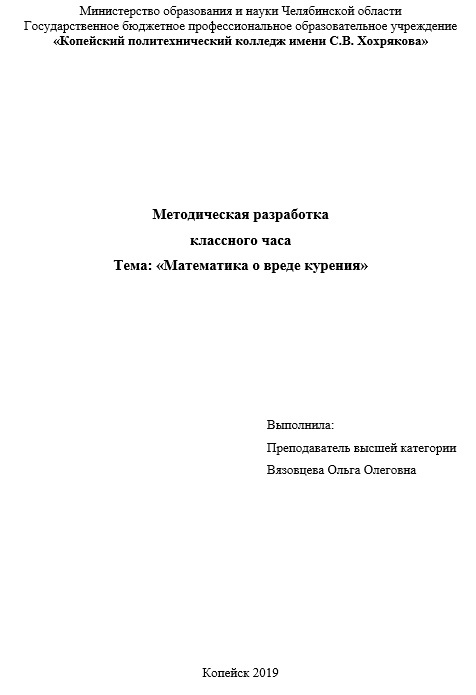 Министерство образования и науки Челябинской области
Государственное бюджетное профессиональное образовательное учреждение
«Копейский политехнический колледж имени С.В. Хохрякова»
Методическая разработка
классного часа
Тема: «Математика о вреде курения»
Выполнила:
Преподаватель высшей категории
Вязовцева Ольга Олеговна
Копейск 2019